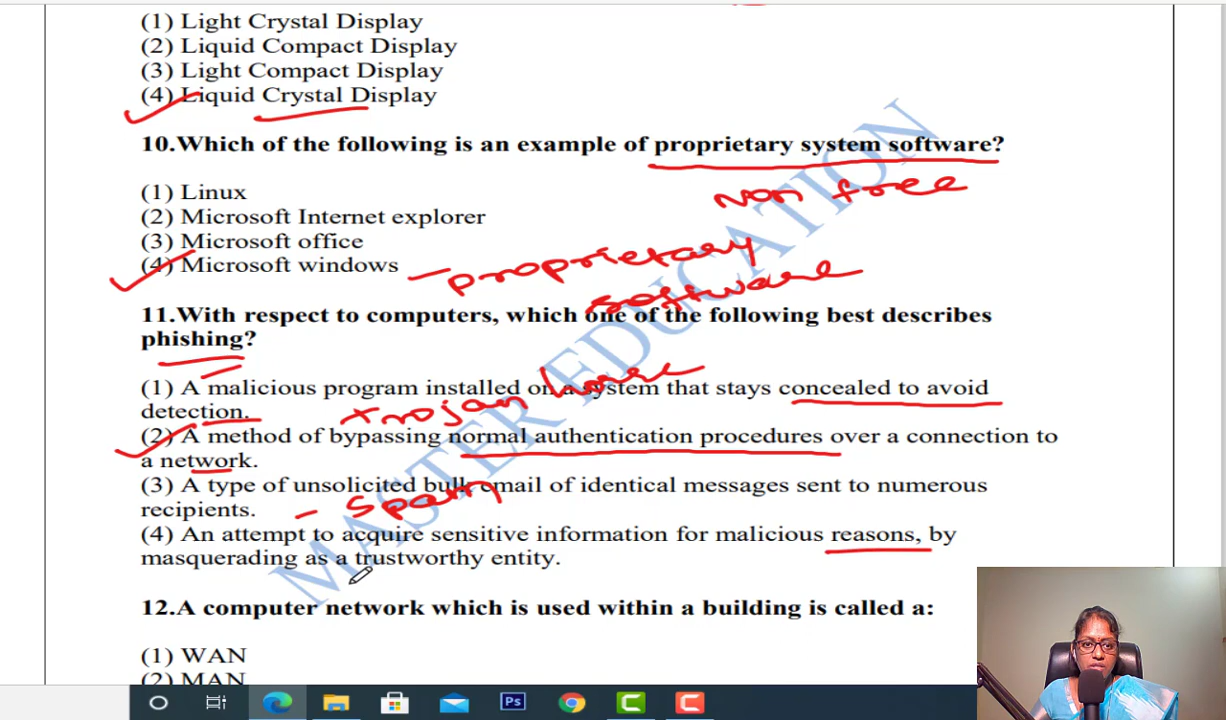 (1) Light Crystal Display
(2) Liquid Compact Display
(3) Light Compact Display
(4) Liquid Crystal Display
10.Which of the following is an example of proprietary system software?
non free
(1) Linux
(2) Microsoft Internet explorer
(3) Microsoft office
(4) Microsoft windows
- proprietary
software
11.With respect to computers, which one of the following best describes
phishing?
(1) A malicious program installed on a system that stays concealed to avoid
detection.
trojan horse
(2) A method of bypassing normal authentication procedures over a connection to
a network.
(3) A type of unsolicited bulk email of identical messages sent to numerous
recipients.
- spam
(4) An attempt to acquire sensitive information for malicious reasons, by
masquerading as a trustworthy entity.
12.A computer network which is used within a building is called a:
(1) WAN
(2) MAN
MASTER EDUCATION
Ps